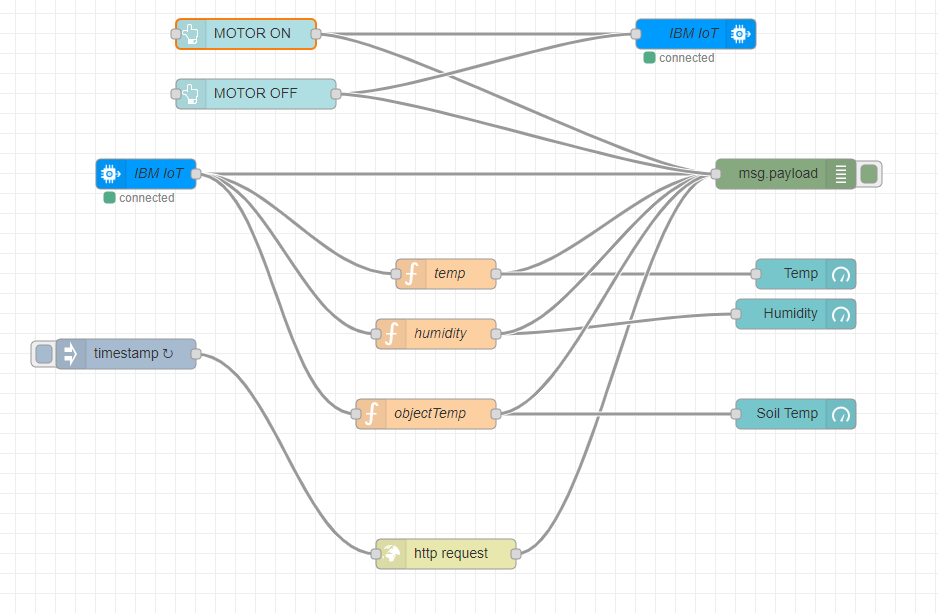 MOTOR ON
IBM IoT
connected
MOTOR OFF
IBM IoT
connected
msg.payload
temp
Temp
humidity
Humidity
timestamp ↻
objectTemp
Soil Temp
http request